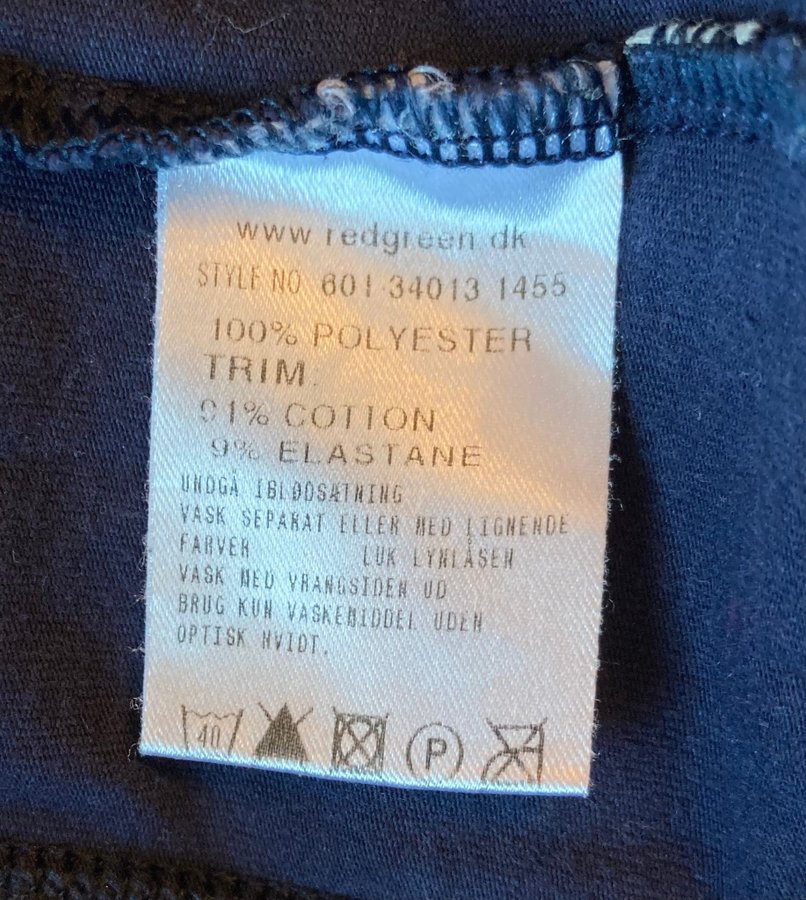 www redgreen dk
STYLE NO 601 34013 1455
100% POLYESTER
TRIM.
91% COTTON
9% ELASTANE
UNDGÅ IBLØDSÆTNING
VASK SEPARAT ELLER MED LIGNENDE
FARVER LUK LYNLÅSEN
VASK MED VRANGSIDEN UD
BRUG KUN VASKEMIDDEL UDEN
OPTISK HVIDT.
40 P